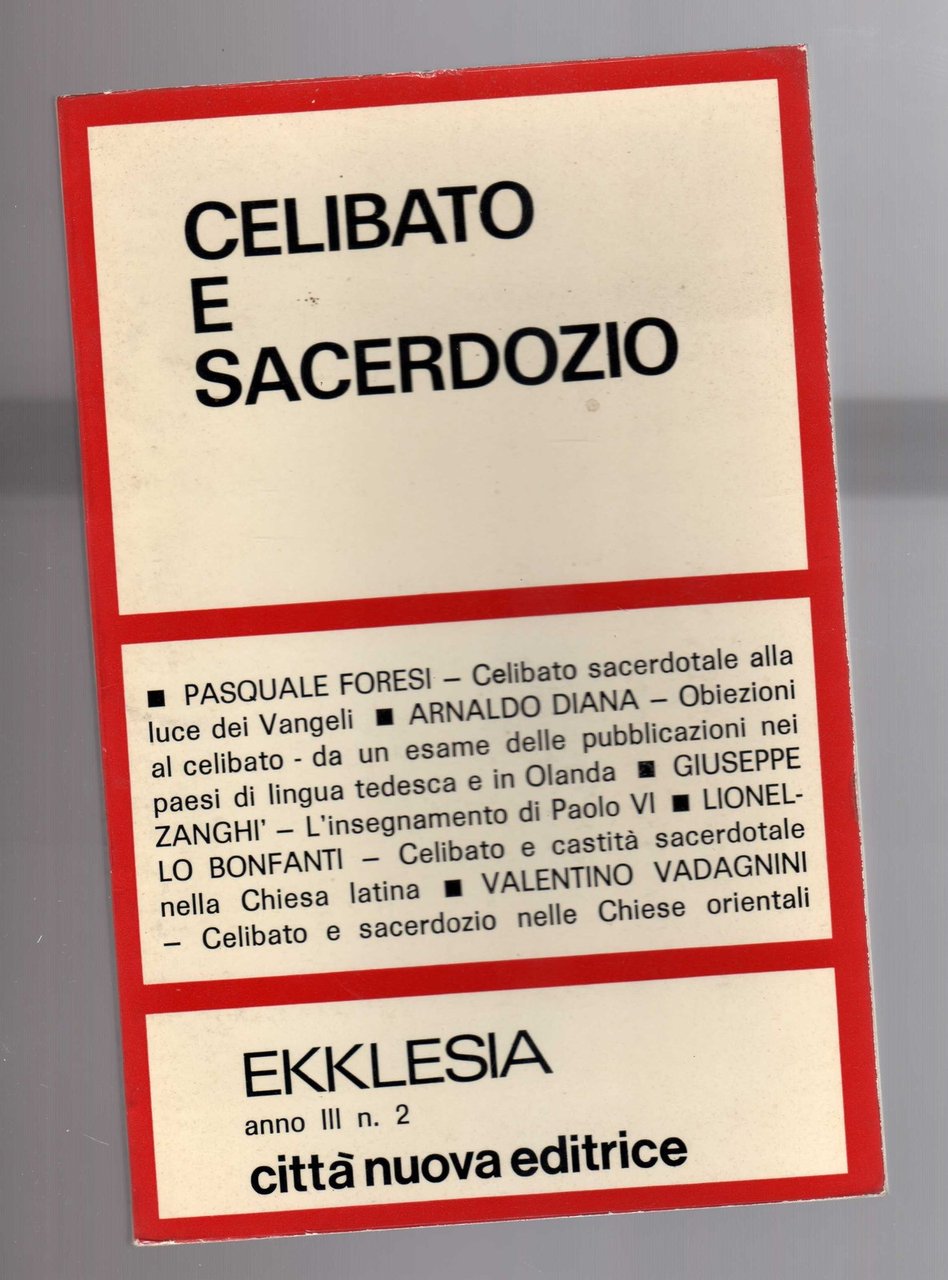 CELIBATO
E
SACERDOZIO
■ PASQUALE FORESI – Celibato sacerdotale alla
luce dei Vangeli ■ ARNALDO DIANA – Obiezioni
al celibato - da un esame delle pubblicazioni nei
paesi di lingua tedesca e in Olanda ■ GIUSEPPE
ZANGHI' – L'insegnamento di Paolo VI ■ LIONEL-
LO BONFANTI – Celibato e castità sacerdotale
nella Chiesa latina ■ VALENTINO VADAGNINI
– Celibato e sacerdozio nelle Chiese orientali
EKKLESIA
anno III n. 2
città nuova editrice